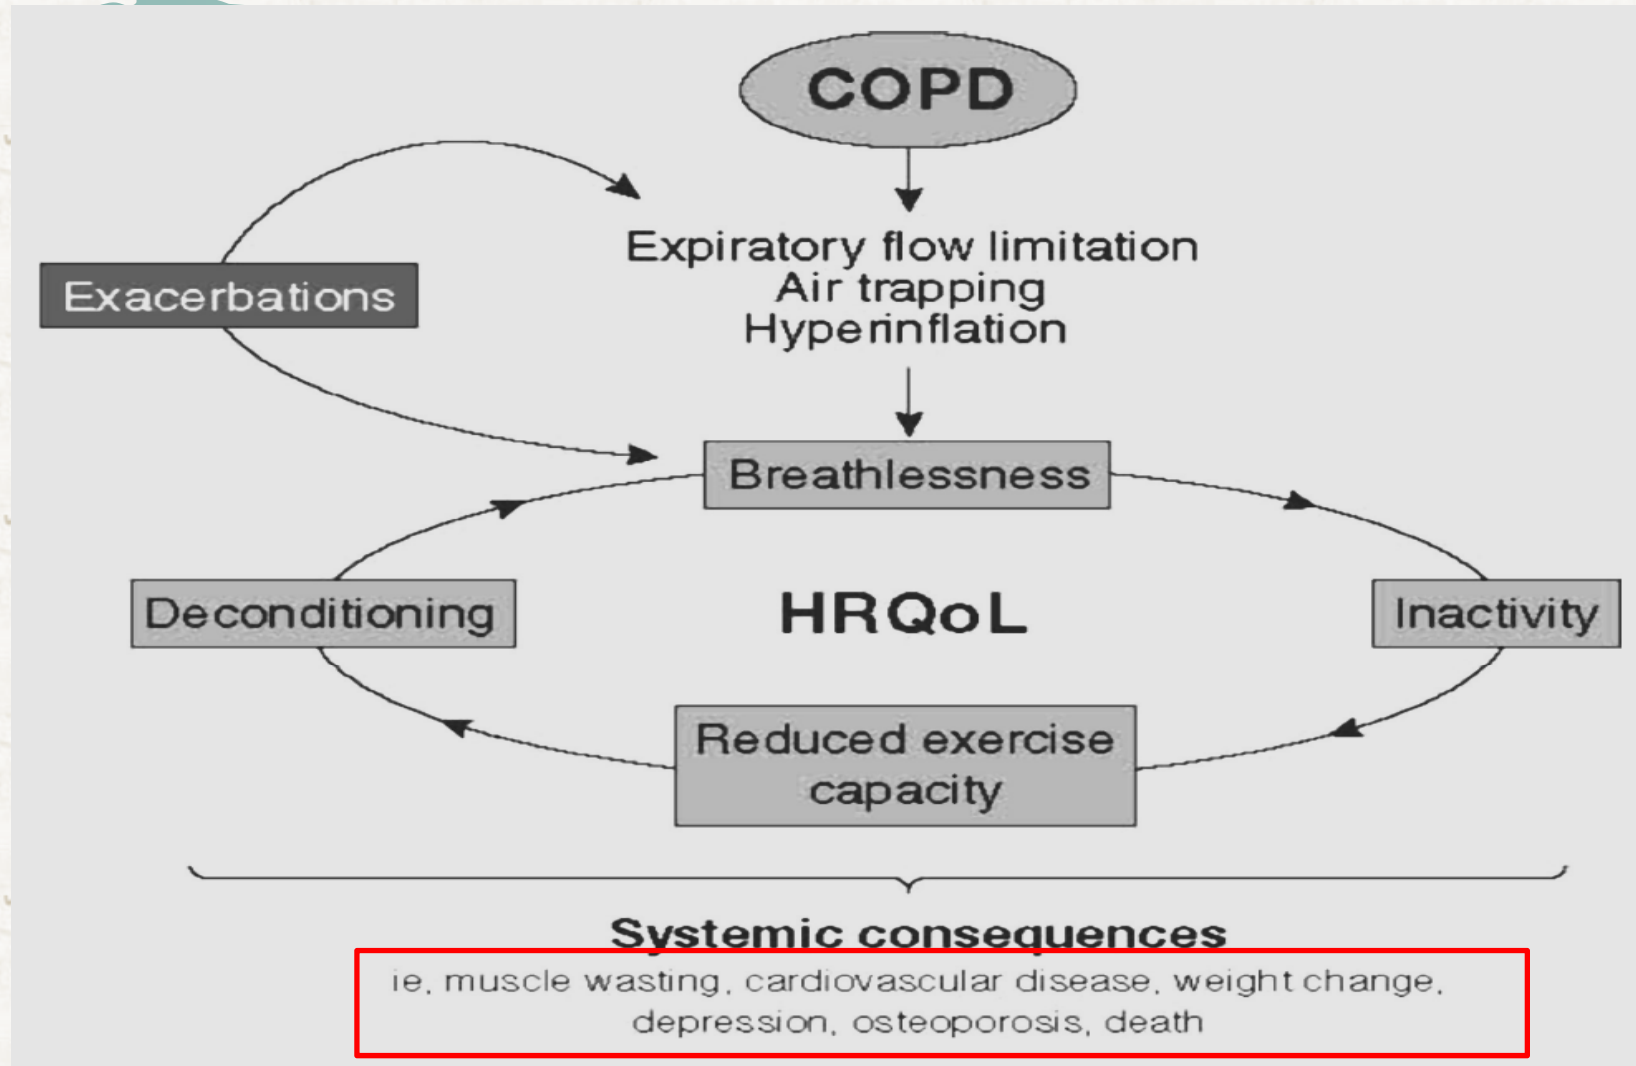 COPD
Expiratory flow limitation
Air trapping
Hyperinflation
Exacerbations
Breathlessness
Deconditioning
HRQoL
Inactivity
Reduced exercise
capacity
Systemic consequences
ie, muscle wasting, cardiovascular disease, weight change,
depression, osteoporosis, death